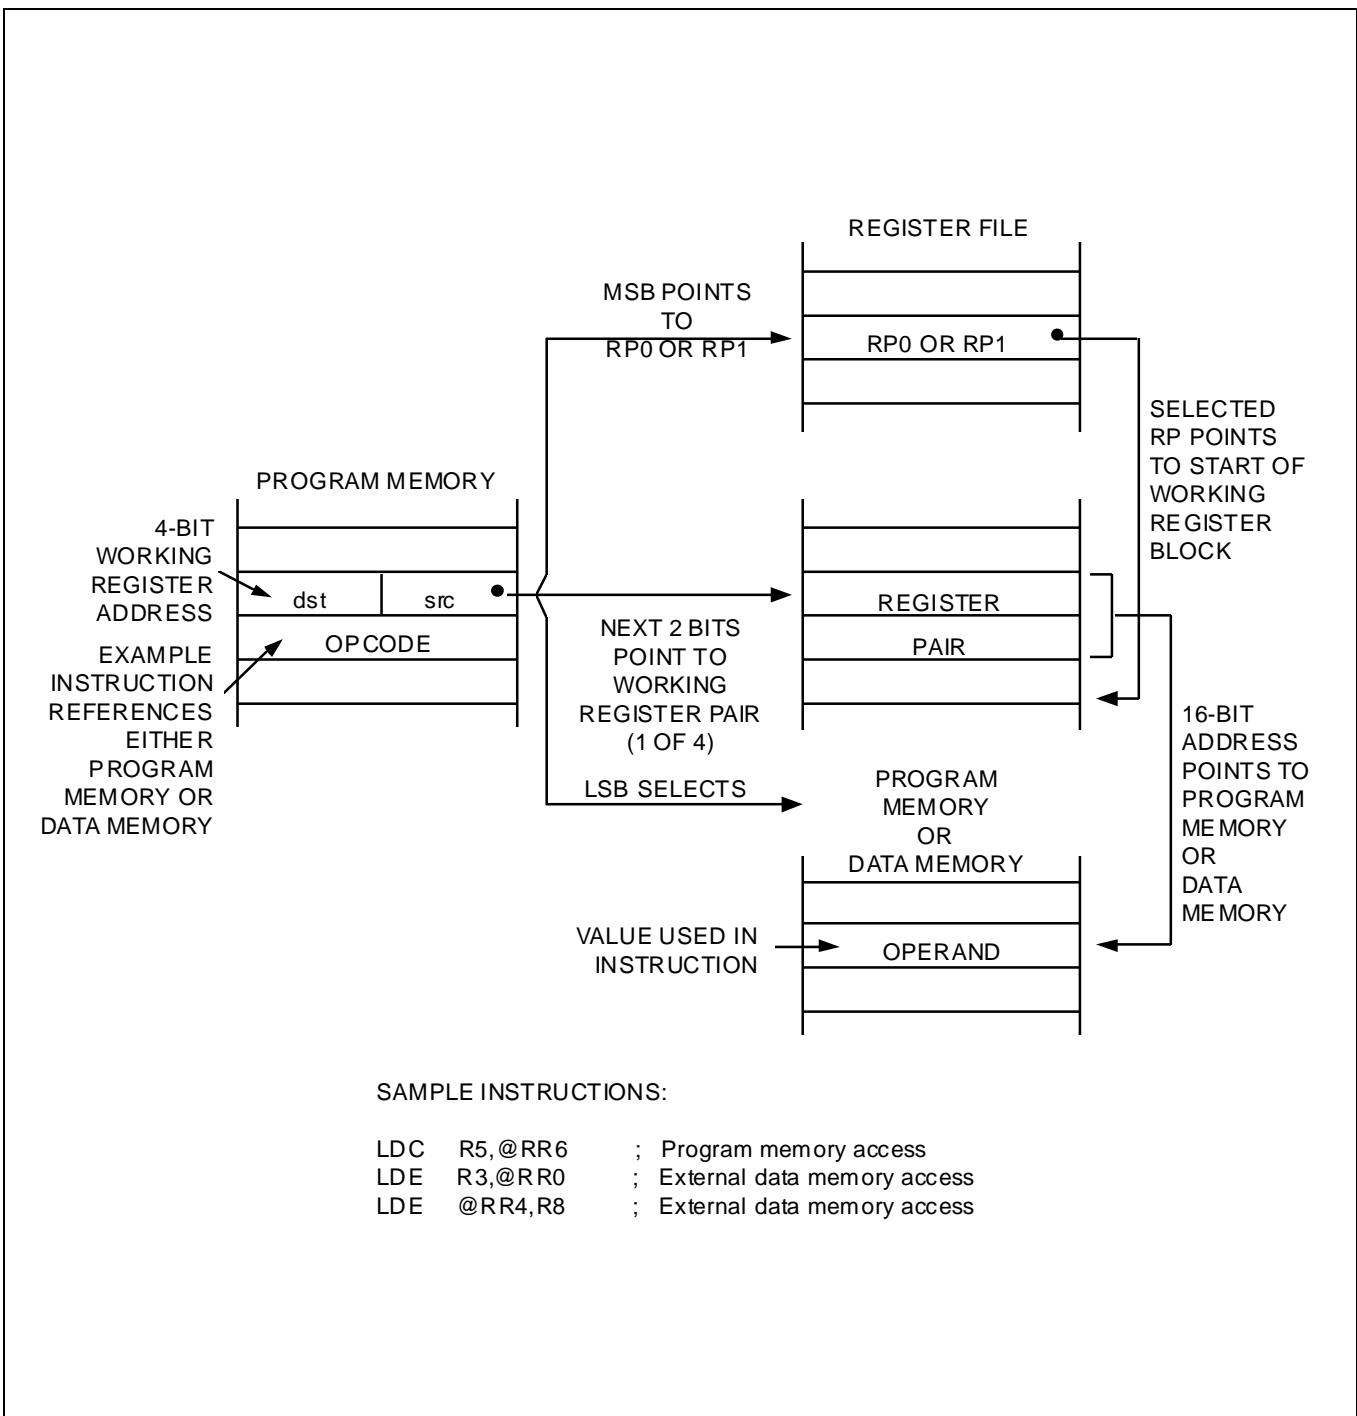 REGISTER FILE
MSB POINTS
TO
RP0 OR RP1
RP0 OR RP1
SELECTED
RP POINTS
TO START OF
WORKING
REGISTER
BLOCK
PROGRAM MEMORY
4-BIT
WORKING
REGISTER
ADDRESS
dst
src
OPCODE
EXAMPLE
INSTRUCTION
REFERENCES
EITHER
PROGRAM
MEMORY OR
DATA MEMORY
NEXT 2 BITS
POINT TO
WORKING
REGISTER PAIR
(1 OF 4)
LSB SELECTS
REGISTER
PAIR
16-BIT
ADDRESS
POINTS TO
PROGRAM
MEMORY
OR
DATA
MEMORY
PROGRAM
MEMORY
OR
DATA MEMORY
VALUE USED IN
INSTRUCTION
OPERAND
SAMPLE INSTRUCTIONS:
LDC R5,@RR6 ; Program memory access
LDE R3,@RR0 ; External data memory access
LDE @RR4,R8 ; External data memory access